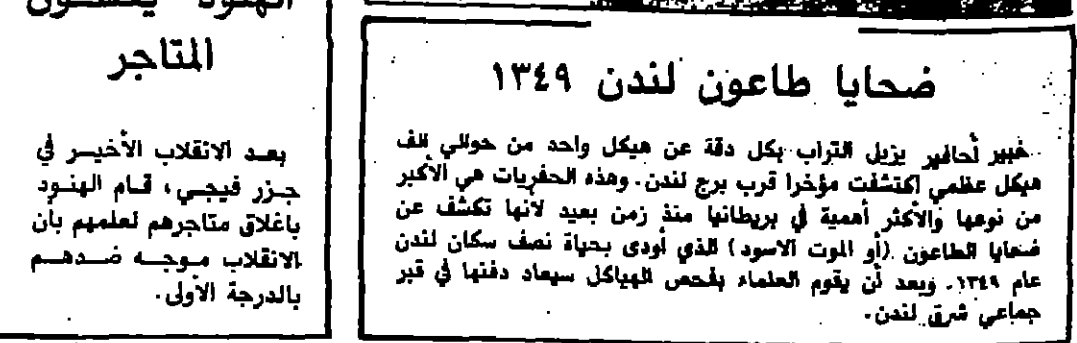 ضحايا طاعون لندن ١٣٤٩
خبير أحافير يزيل التراب بكل دقة عن هيكل واحد من حوالي الف
هيكل عظمي اكتشفت مؤخرا قرب برج لندن. وهذه الحفريات هي الأكبر
من نوعها والأكثر أهمية في بريطانيا منذ زمن بعيد لأنها تكشف عن
ضحايا الطاعون (أو الموت الاسود) الذي أودى بحياة نصف سكان لندن
عام ١٣٤٩. وبعد أن يقوم العلماء بفحص الهياكل سيعاد دفنها في قبر
جماعي شرق لندن.
المتاجر
بعد الانقلاب الأخير في
جزر فيجي، قام الهنود
باغلاق متاجرهم لعلمهم بأن
الانقلاب موجه ضدهم
بالدرجة الأولى.